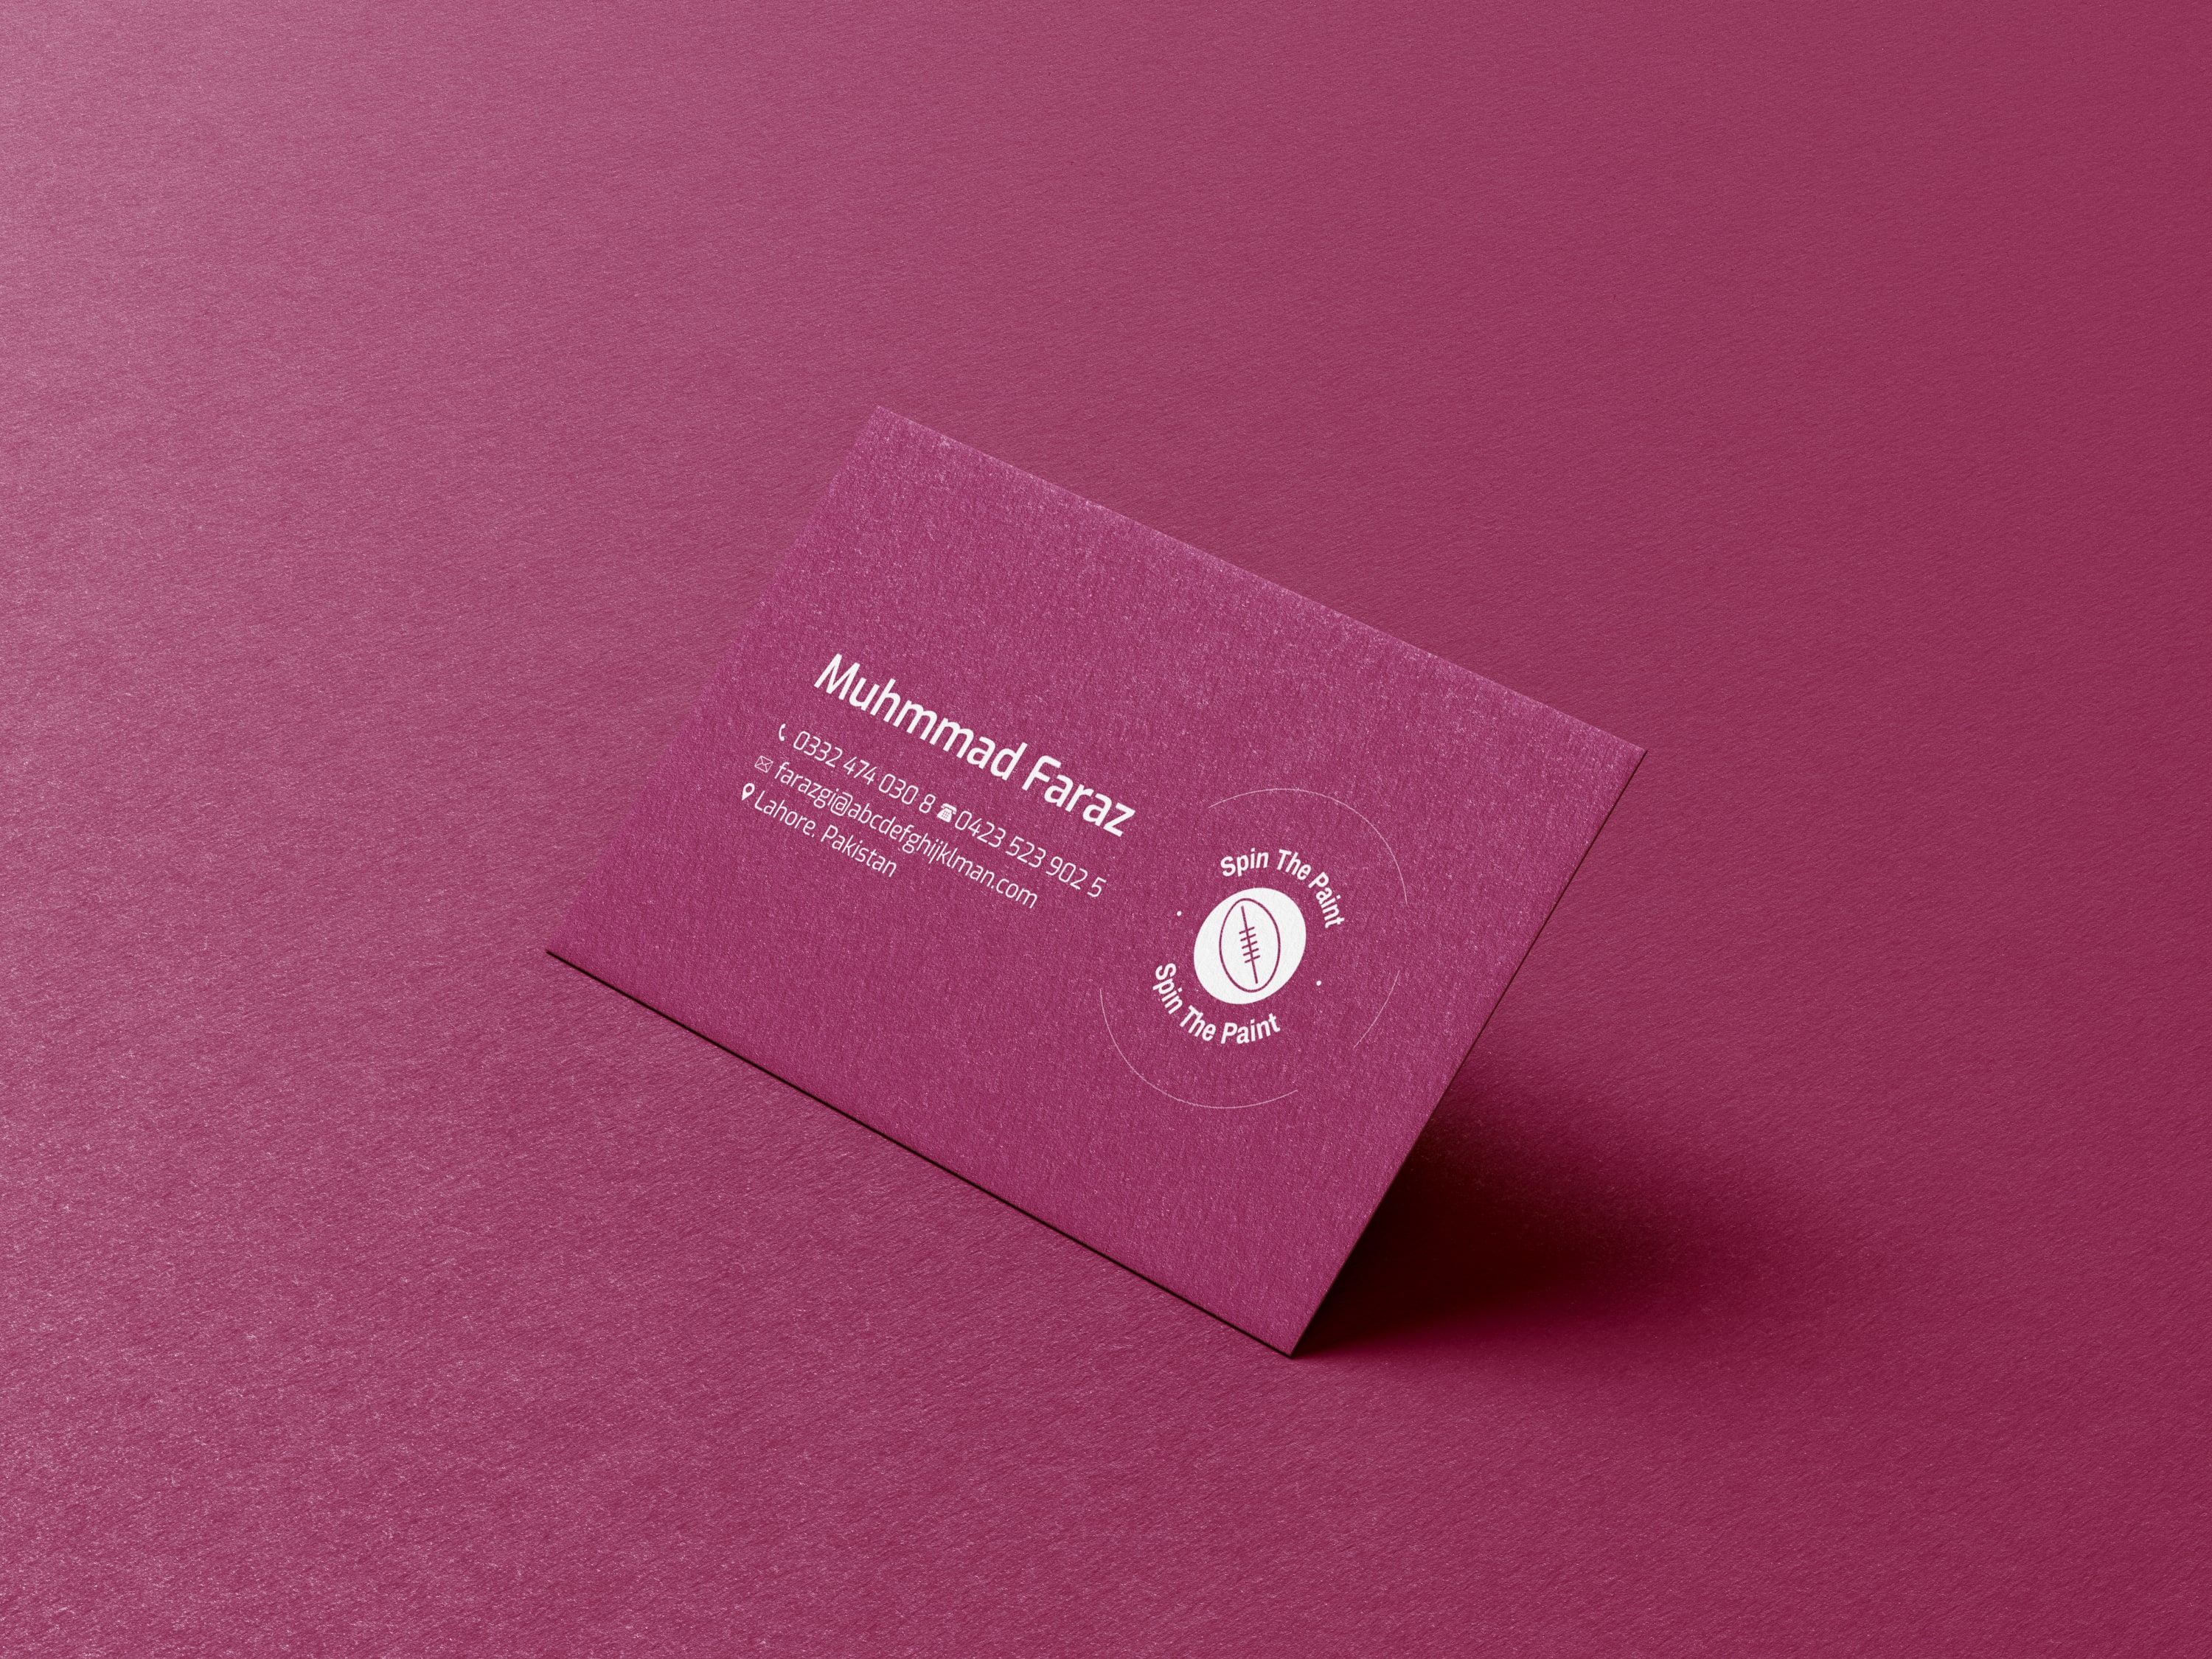 Muhmmad Faraz
0332 474 030 8 0423 523 902 5
farazgi@abcdefghijklman.com
Lahore. Pakistan
Spin The Paint
Spin The Paint